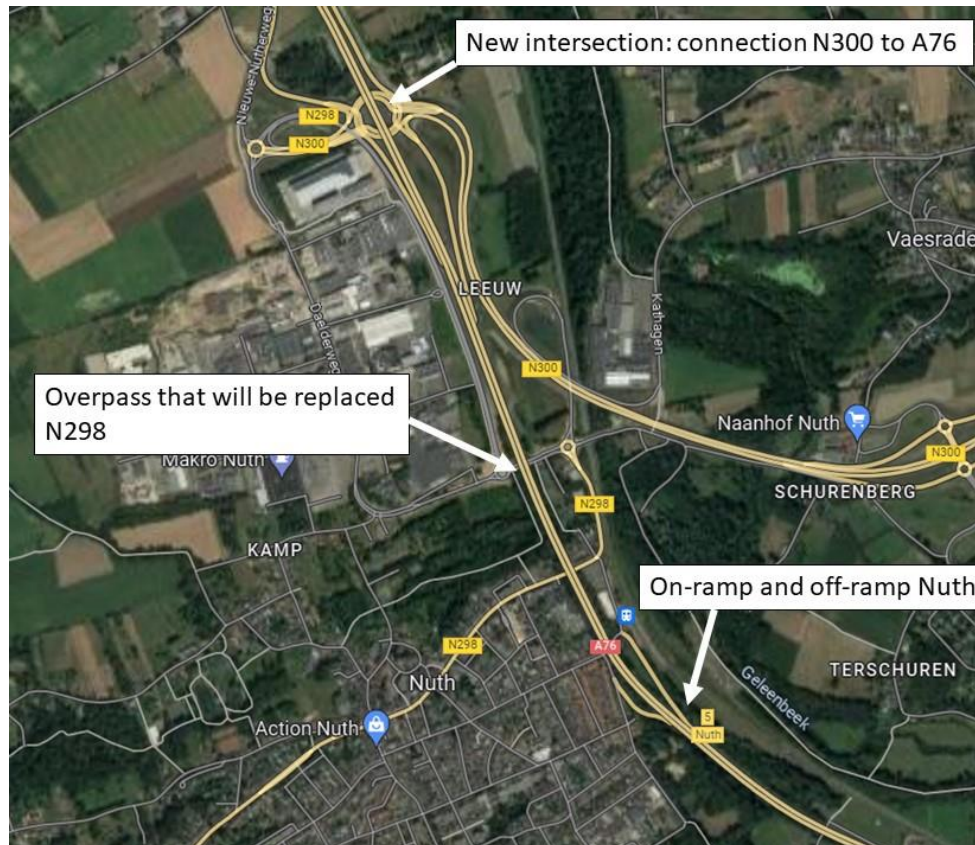 New intersection: connection N300 to A76
Nieuwe Nutherweg
N298
N300
Vaesrade
LEEUW
Kathagen
Daelderweg
N300
Overpass that will be replaced
N298
Naanhof Nuth
N300
Makro Nuth
SCHURENBERG
N298
KAMP
On-ramp and off-ramp Nuth
N298
A76
TERSCHUREN
Geleenbeek
Nuth
5
Nuth
Action Nuth